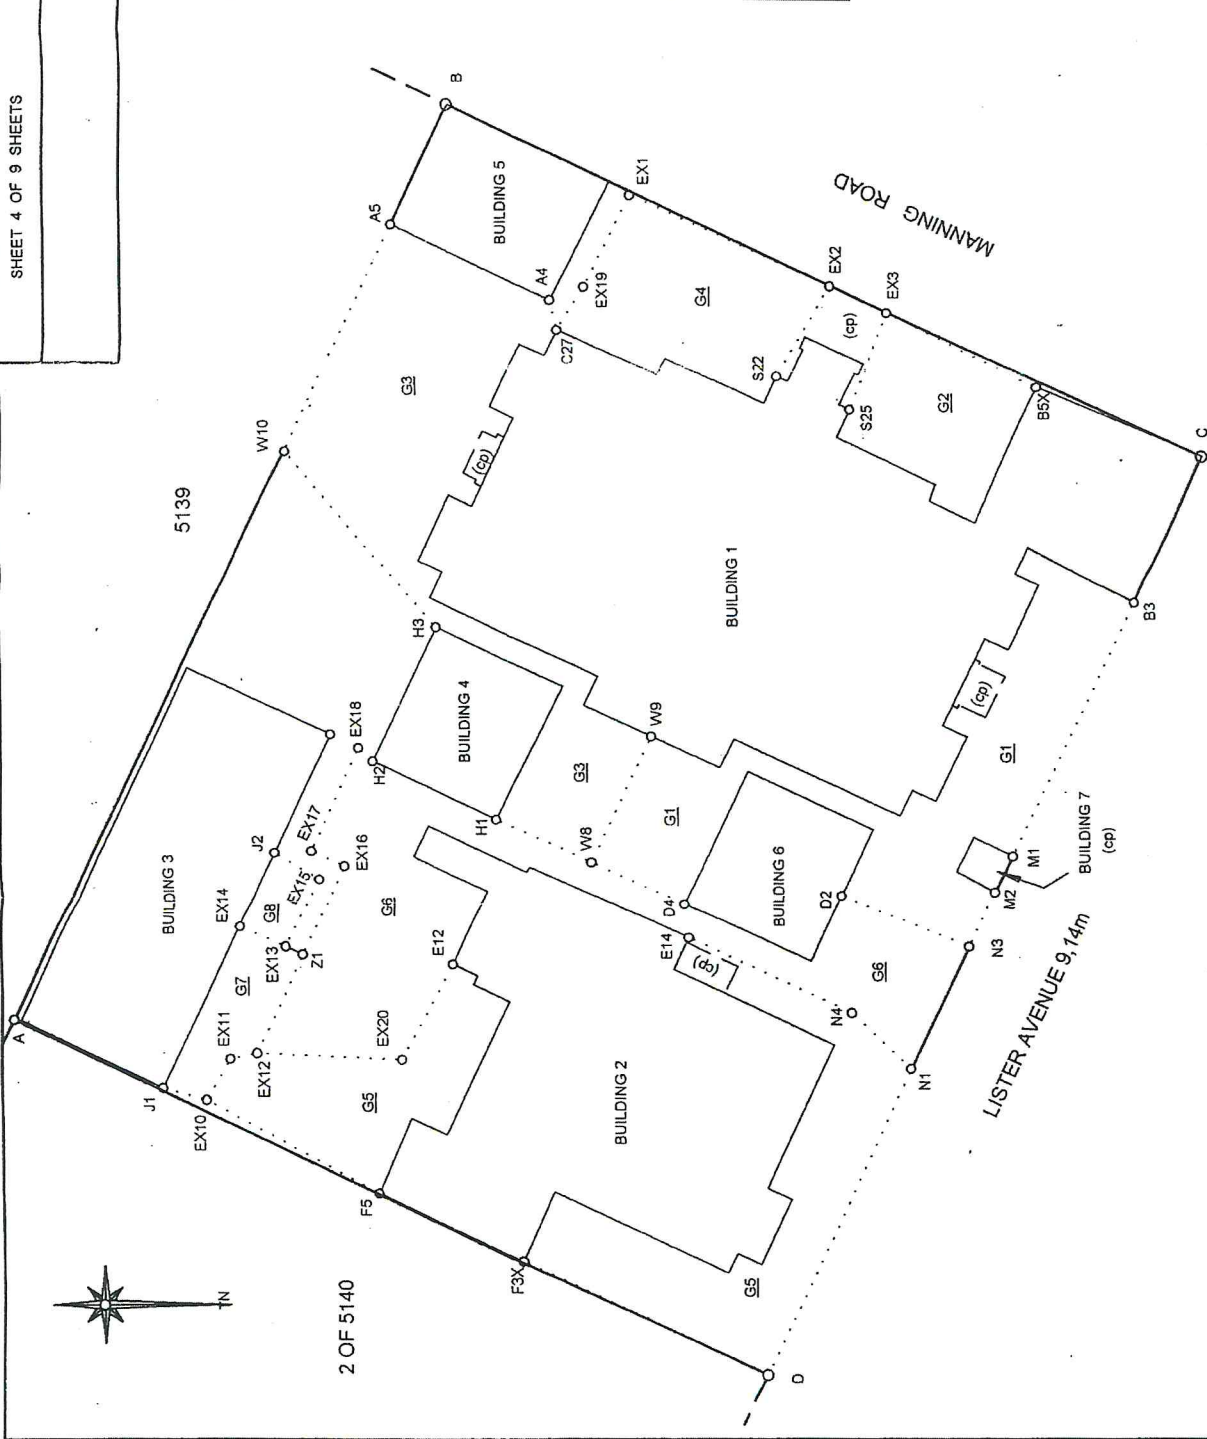 SHEET 4 OF 9 SHEETS
B
A5
BUILDING 5
EX1
MANNING ROAD
A4
EX19
G4
EX2
EX3
(cp)
C27
S22
S25
G2
B5X
C
W10
G3
(cp)
5139
BUILDING 1
B3
H3
BUILDING 4
W9
(cp)
G1
EX18
H2
H1
G3
G1
W8
BUILDING 7
(cp)
M1
M2
J2
EX17
EX16
EX15
BUILDING 3
EX14
G8
G6
D4
BUILDING 6
D2
EX13
Z1
E12
E14
(cp)
G6
N3
G7
N4
A
EX11
EX12
EX20
N1
LISTER AVENUE 9,14m
J1
EX10
G5
BUILDING 2
F5
F3X
G5
TN
2 OF 5140
D